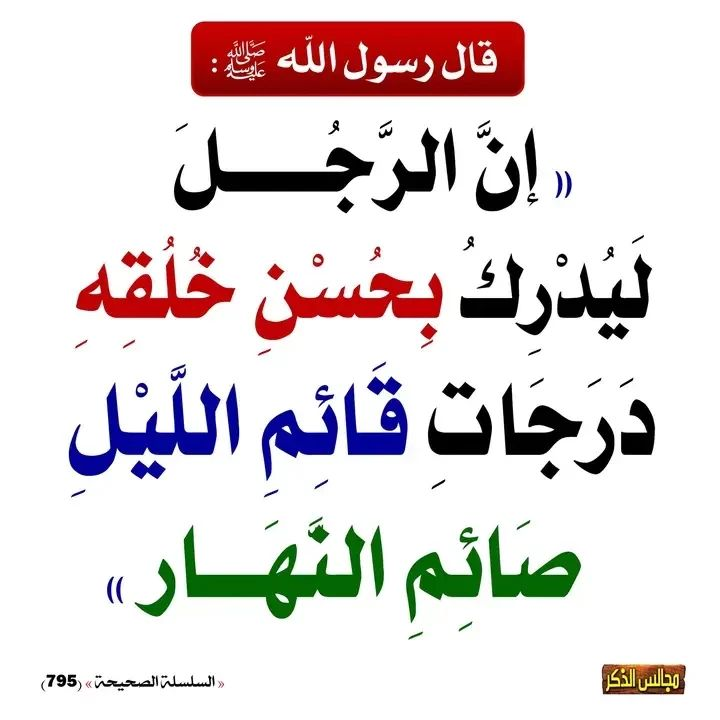 قال رسول الله ﷺ :
(( إنَّ الرَّجُـــلَ
لَيُدْرِكُ بِحُسْنِ خُلُقِهِ
دَرَجَاتِ قَائِمِ اللَّيْلِ
صَائِمِ النَّهَـار ))
« السلسلة الصحيحة » (795)
مجالس الذكر